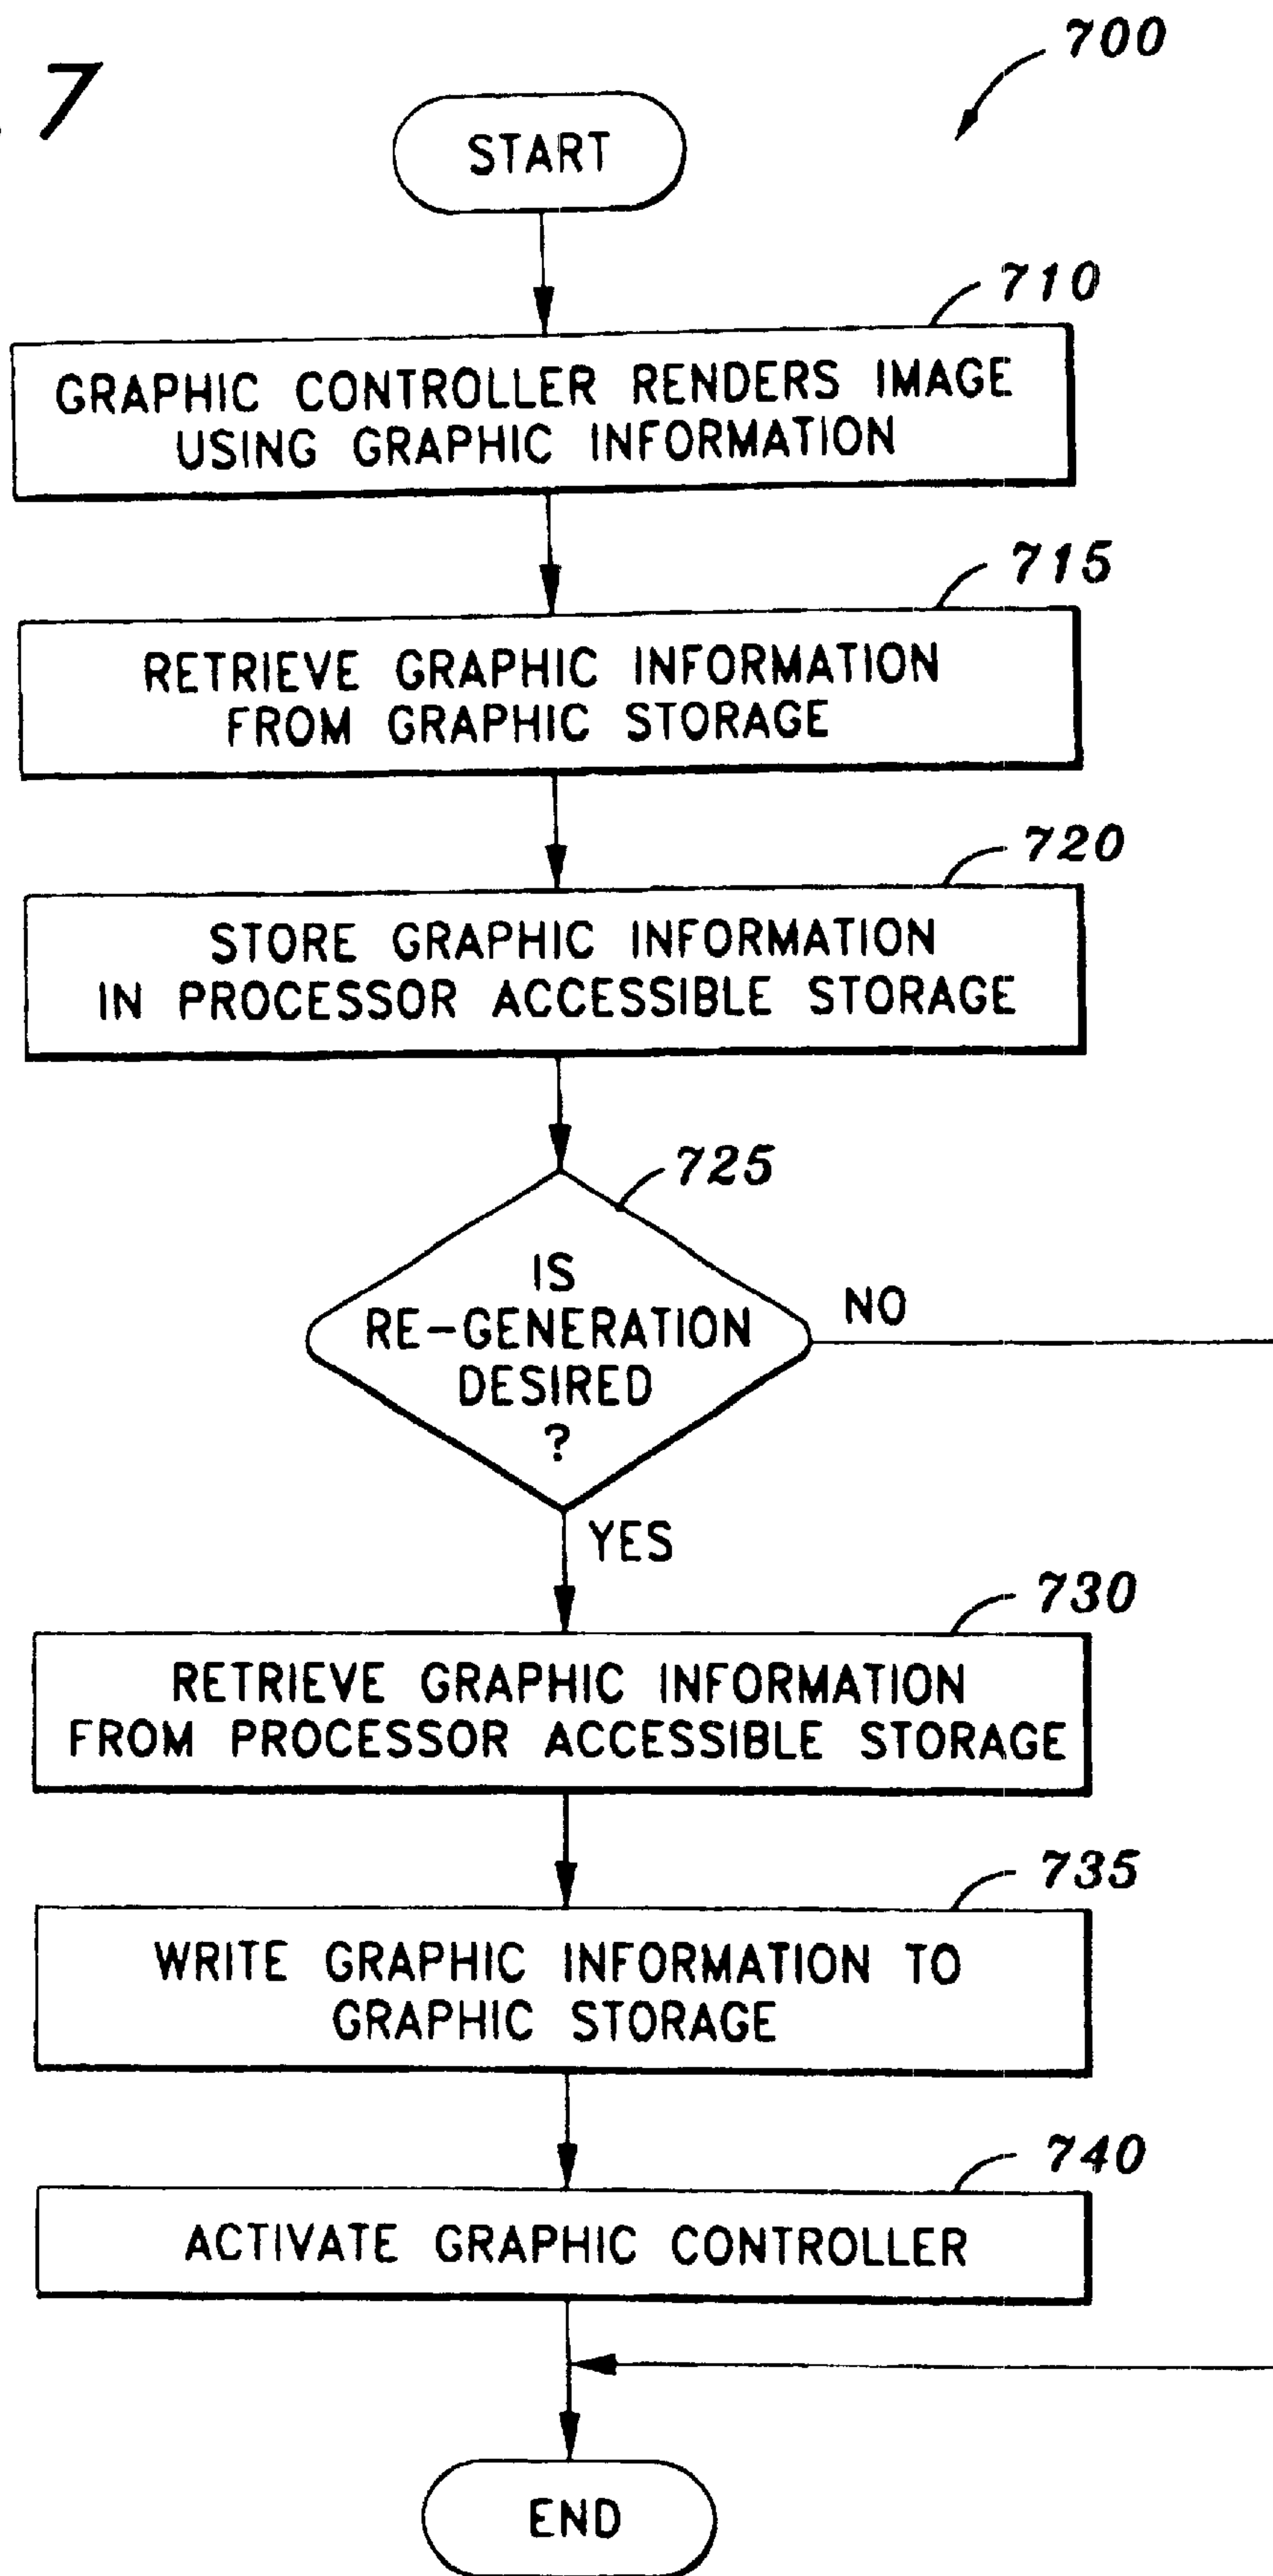 7
700
START
710
GRAPHIC CONTROLLER RENDERS IMAGE
USING GRAPHIC INFORMATION
715
RETRIEVE GRAPHIC INFORMATION
FROM GRAPHIC STORAGE
720
STORE GRAPHIC INFORMATION
IN PROCESSOR ACCESSIBLE STORAGE
725
IS
RE-GENERATION
DESIRED
?
NO
YES
730
RETRIEVE GRAPHIC INFORMATION
FROM PROCESSOR ACCESSIBLE STORAGE
735
WRITE GRAPHIC INFORMATION TO
GRAPHIC STORAGE
740
ACTIVATE GRAPHIC CONTROLLER
END